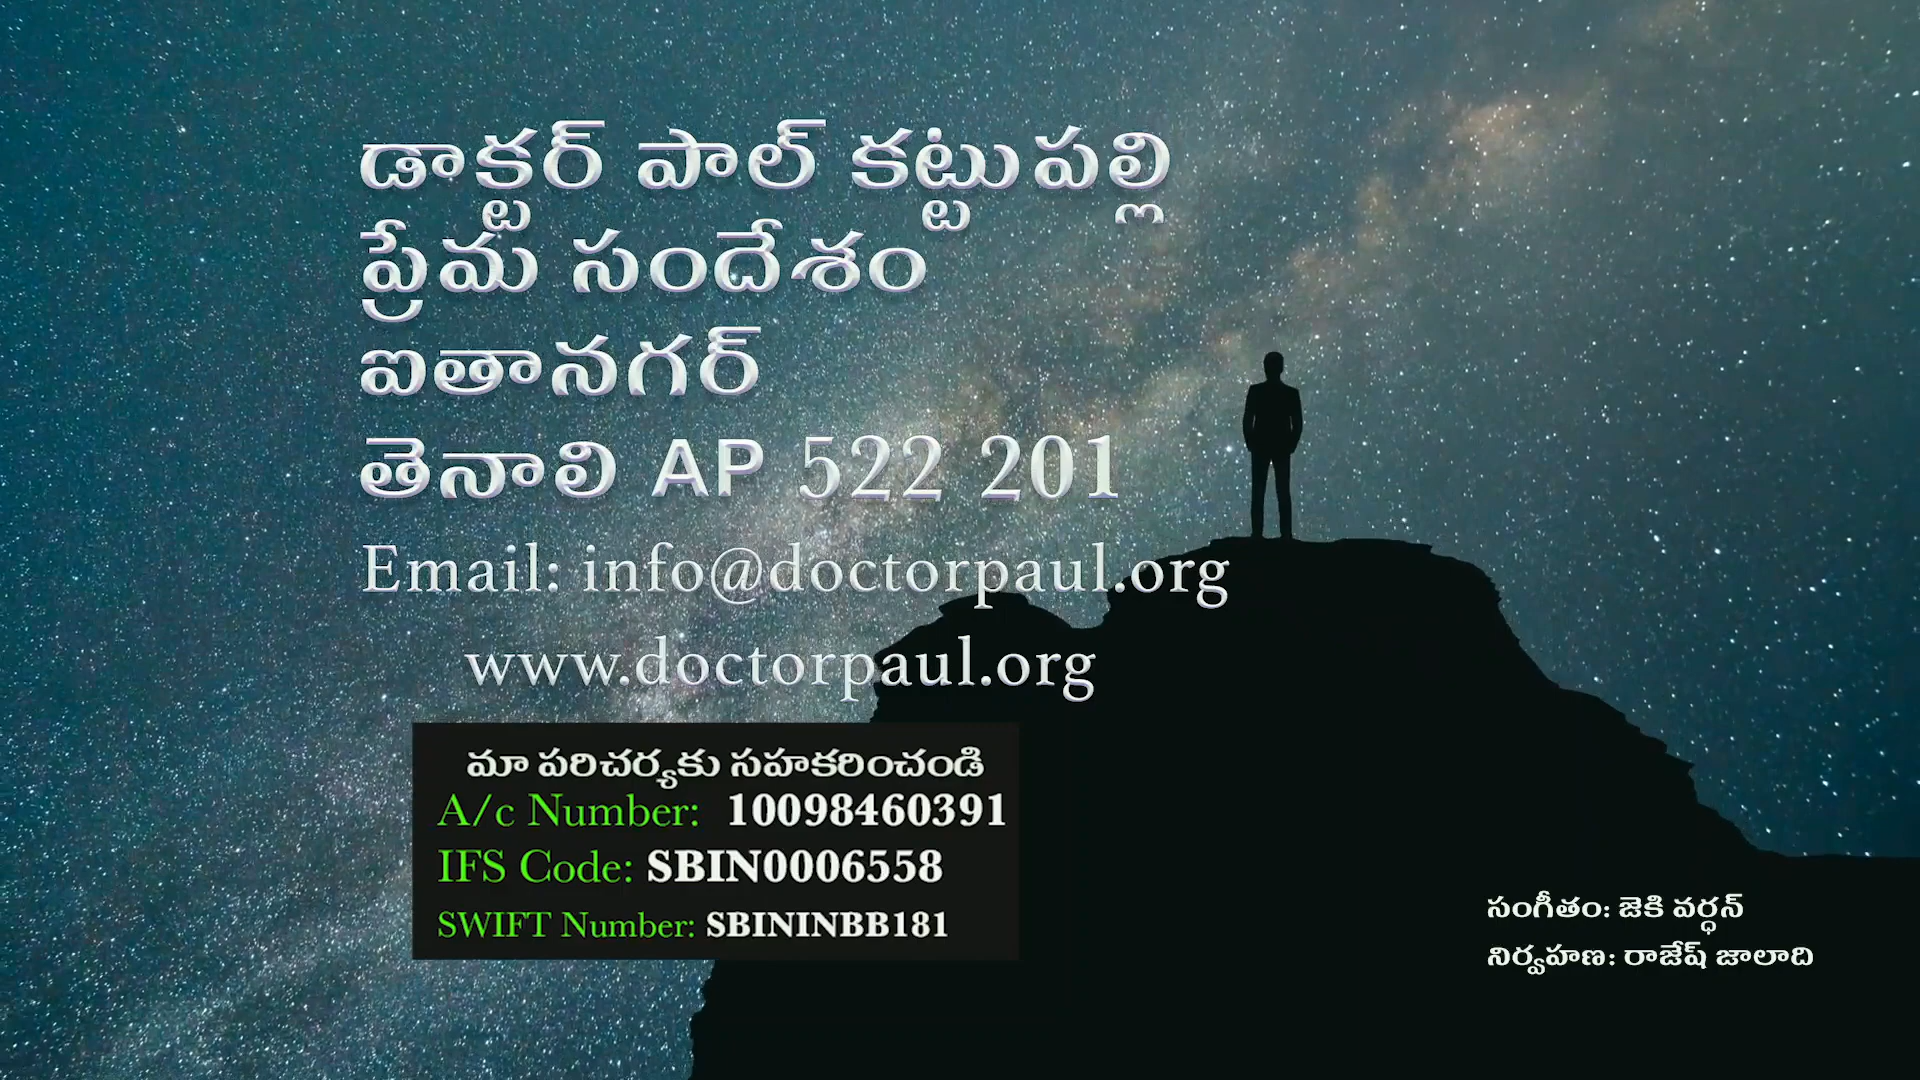 డాక్టర్ పాల్ కట్టుపల్లి
ప్రేమ సందేశం
ఐతానగర్
తెనాలి AP 522 201
Email: info@doctorpaul.org
www.doctorpaul.org
మా పరిచర్యకు సహకరించండి
A/c Number: 10098460391
IFS Code: SBIN0006558
SWIFT Number: SBININBB181
సంగీతం: జెకి వర్ధన్
నిర్వహణ: రాజేష్ జాలాది